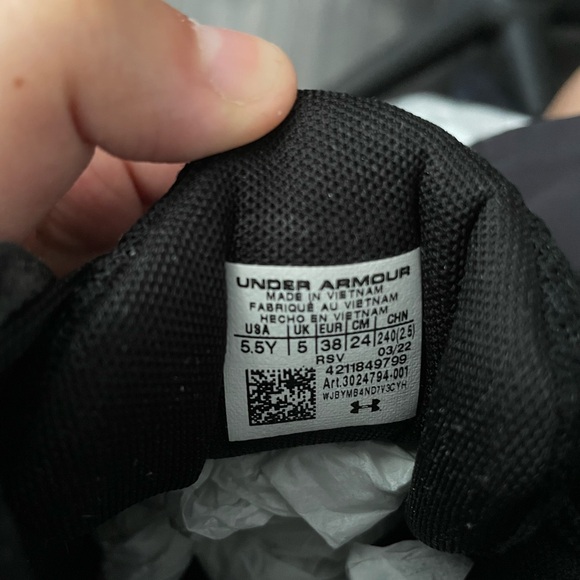 UNDER ARMOUR
MADE IN VIETNAM
FABRIQUÉ AU VIETNAM
HECHO EN VIETNAM
USA UK EUR CM CHN
5.5Y 5 38 24 240(2.5)
RSV 03/22
4211849799
Art.3024794-001
WJBYMB4ND7V3CYH